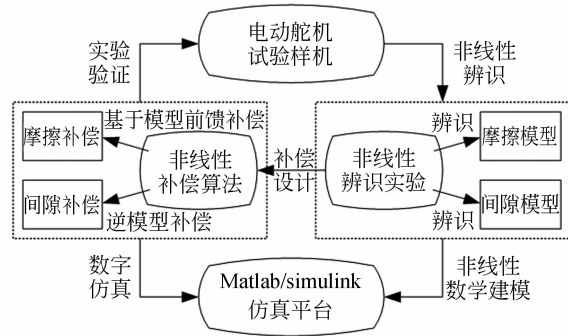 电动舵机
试验样机
实验
验证
非线性
辨识
基于模型前馈补偿
摩擦补偿
非线性
补偿算法
间隙补偿
逆模型补偿
补偿
设计
辨识
摩擦模型
非线性
辨识实验
间隙模型
辨识
数字
仿真
Matlab/simulink
仿真平台
非线性
数学建模